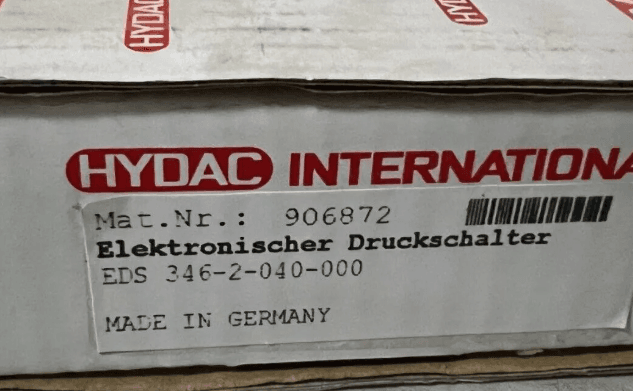 HYDAC
HYDAC INTERNATIONA
Mat.Nr.: 906872
Elektronischer Druckschalter
EDS 346-2-040-000
MADE IN GERMANY